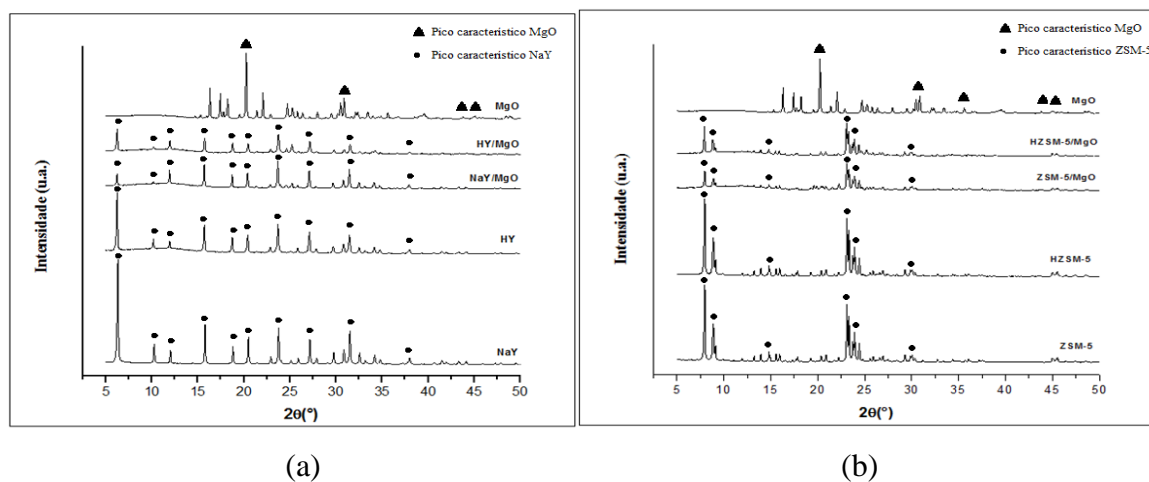 Pico característico MgO
Pico característico NaY
MgO
HY/MgO
NaY/MgO
HY
NaY
Intensidade (u.a.)
5 10 15 20 25 30 35 40 45 50
2θ(°)
(a)
Pico característico MgO
Pico característico ZSM-5
MgO
HZSM-5/MgO
ZSM-5/MgO
HZSM-5
ZSM-5
Intensidade (u.a.)
5 10 15 20 25 30 35 40 45 50
2θ(°)
(b)